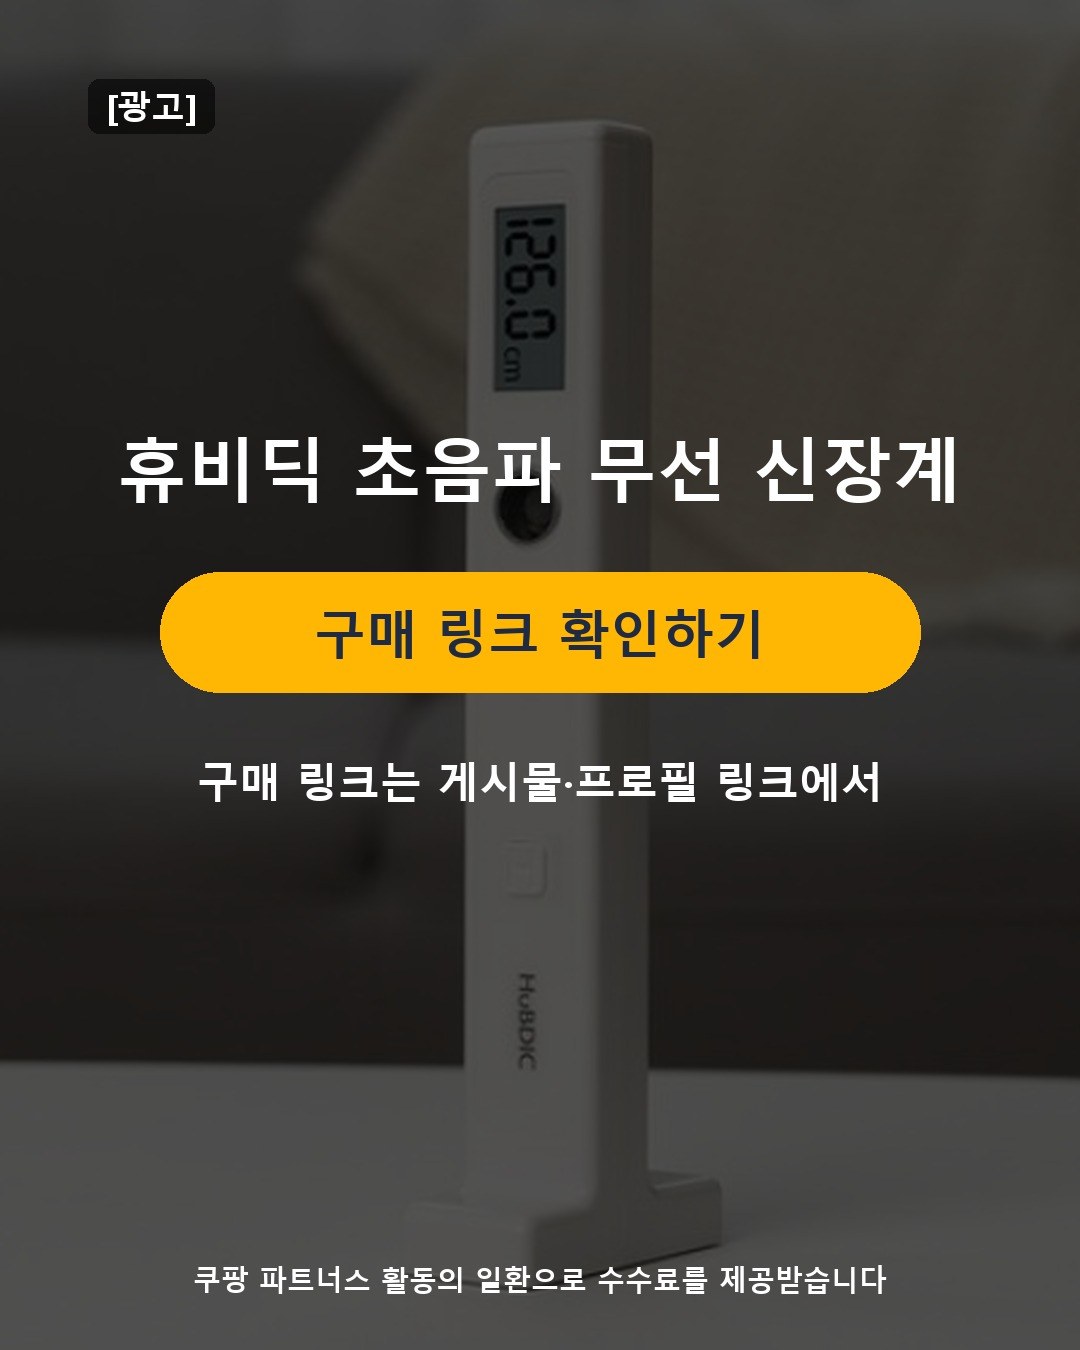 [광고]
126.0 cm
휴비딕 초음파 무선 신장계
구매 링크 확인하기
구매 링크는 게시물·프로필 링크에서
HuBDIC
쿠팡 파트너스 활동의 일환으로 수수료를 제공받습니다